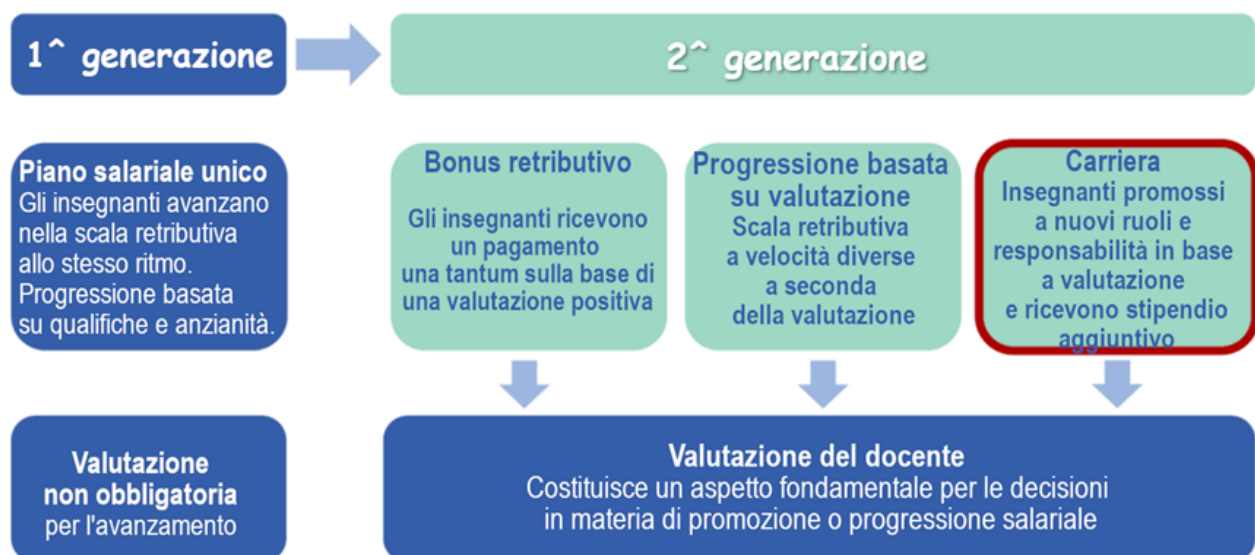 1^ generazione
2^ generazione
Piano salariale unico
Gli insegnanti avanzano
nella scala retributiva
allo stesso ritmo.
Progressione basata
su qualifiche e anzianità.
Bonus retributivo
Gli insegnanti ricevono
un pagamento
una tantum sulla base di
una valutazione positiva
Progressione basata
su valutazione
Scala retributiva
a velocità diverse
a seconda
della valutazione
Carriera
Insegnanti promossi
a nuovi ruoli e
responsabilità in base
a valutazione
e ricevono stipendio
aggiuntivo
Valutazione
non obbligatoria
per l'avanzamento
Valutazione del docente
Costituisce un aspetto fondamentale per le decisioni
in materia di promozione o progressione salariale